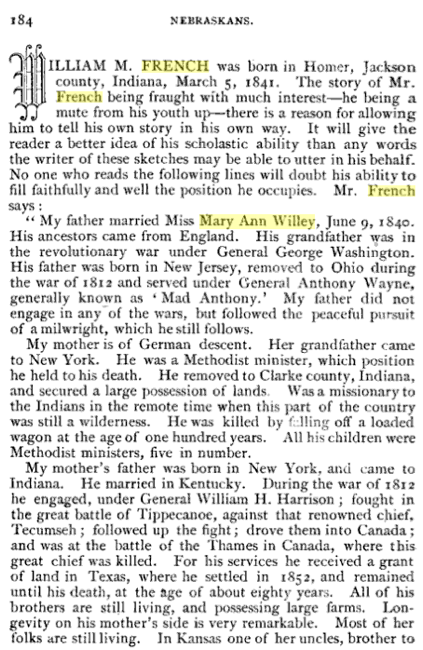 184 NEBRASKANS.
WILLIAM M. FRENCH was born in Homer, Jackson
county, Indiana, March 5, 1841. The story of Mr.
French being fraught with much interest—he being a
mute from his youth up—there is a reason for allowing
him to tell his own story in his own way. It will give the
reader a better idea of his scholastic ability than any words
the writer of these sketches may be able to utter in his behalf.
No one who reads the following lines will doubt his ability to
fill faithfully and well the position he occupies. Mr. French
says:
“ My father married Miss Mary Ann Willey, June 9, 1840.
His ancestors came from England. His grandfather was in
the revolutionary war under General George Washington.
His father was born in New Jersey, removed to Ohio during
the war of 1812 and served under General Anthony Wayne,
generally known as ‘Mad Anthony.’ My father did not
engage in any of the wars, but followed the peaceful pursuit
of a milwright, which he still follows.
My mother is of German descent. Her grandfather came
to New York. He was a Methodist minister, which position
he held to his death. He removed to Clarke county, Indiana,
and secured a large possession of lands. Was a missionary to
the Indians in the remote time when this part of the country
was still a wilderness. He was killed by falling off a loaded
wagon at the age of one hundred years. All his children were
Methodist ministers, five in number.
My mother's father was born in New York, and came to
Indiana. He married in Kentucky. During the war of 1812
he engaged, under General William H. Harrison; fought in
the great battle of Tippecanoe, against that renowned chief,
Tecumseh; followed up the fight; drove them into Canada;
and was at the battle of the Thames in Canada, where this
great chief was killed. For his services he received a grant
of land in Texas, where he settled in 1852, and remained
until his death, at the age of about eighty years. All of his
brothers are still living, and possessing large farms. Lon-
gevity on his mother's side is very remarkable. Most of her
folks are still living. In Kansas one of her uncles, brother to